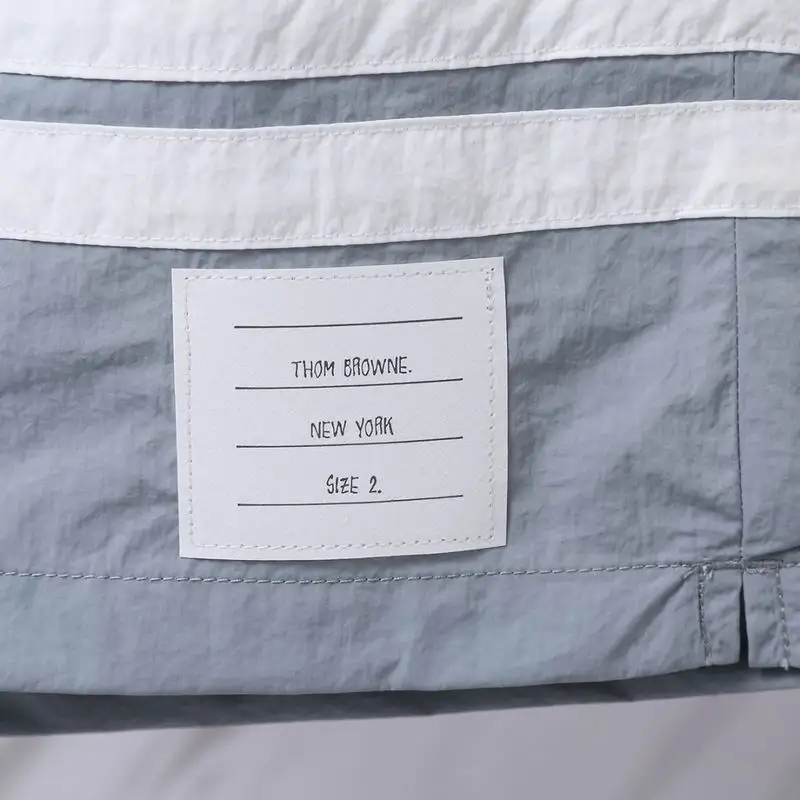 THOM BROWNE.
NEW YORK
SIZE 2.